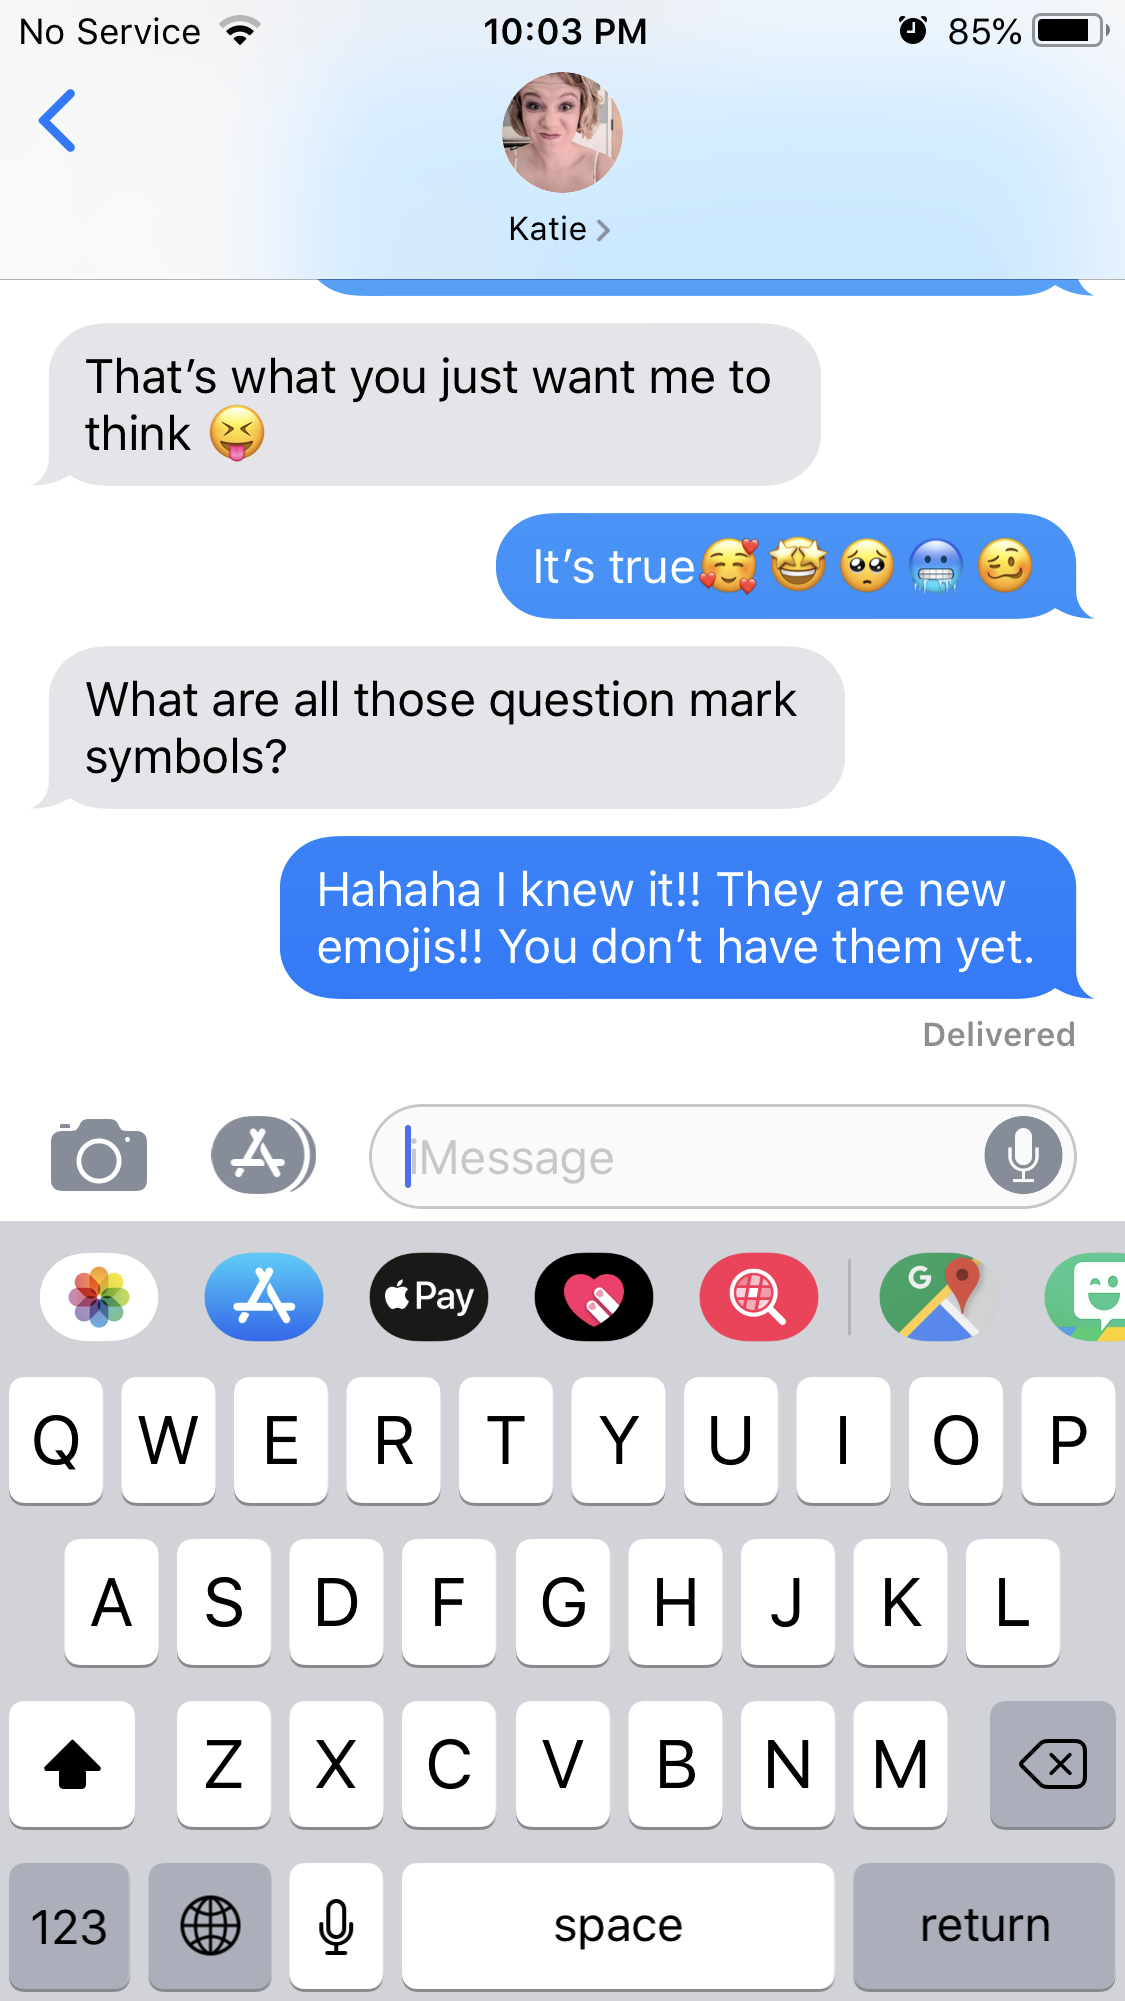 No Service 10:03 PM 85%
Katie
That's what you just want me to
think 😝
It's true🥰 🤩 🥺 🥶 🥴
What are all those question mark
symbols?
Hahaha I knew it!! They are new
emojis!! You don't have them yet.
Delivered
iMessage
Pay G
Q W E R T Y U I O P
A S D F G H J K L
Z X C V B N M
123 space return